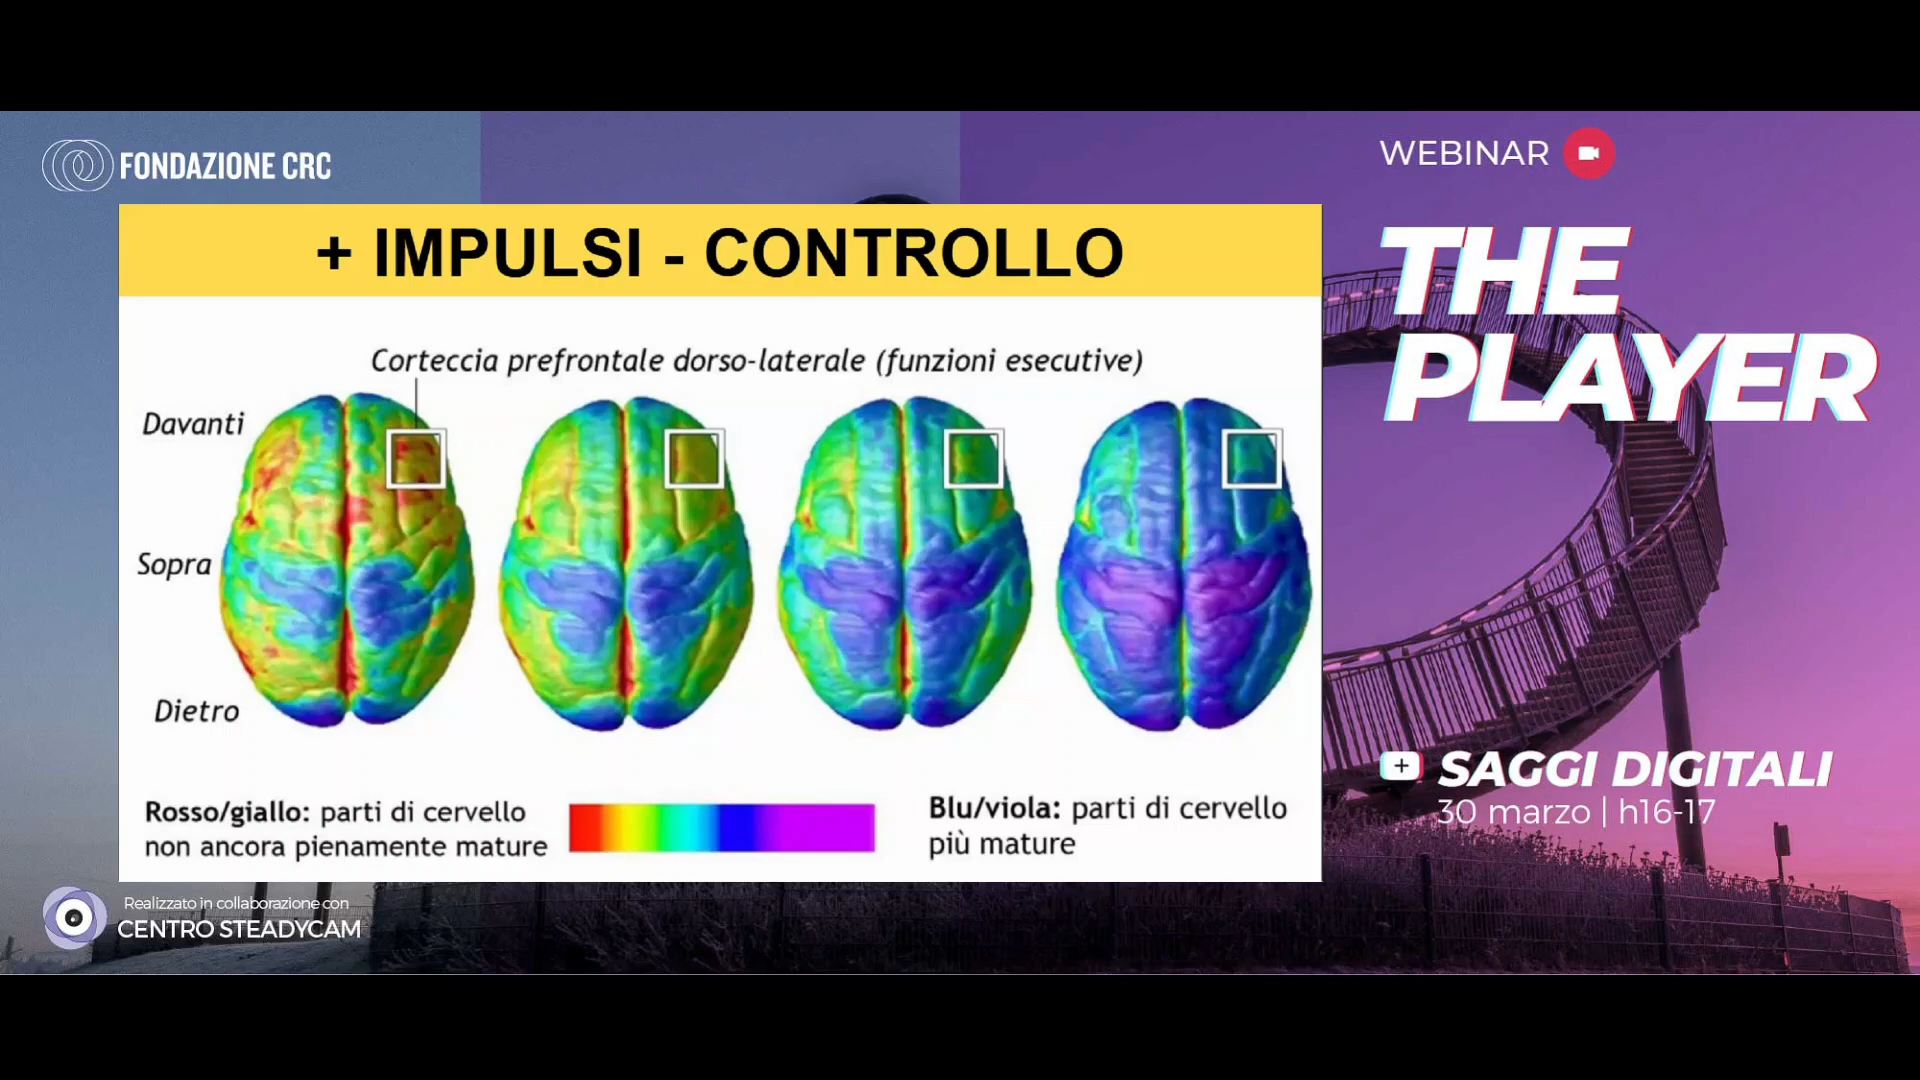 FONDAZIONE CRC
WEBINAR
THE
PLAYER
+ IMPULSI - CONTROLLO
Corteccia prefrontale dorso-laterale (funzioni esecutive)
Davanti
Sopra
Dietro
Rosso/giallo: parti di cervello
non ancora pienamente mature
Blu/viola: parti di cervello
più mature
+ SAGGI DIGITALI
30 marzo | h16-17
Realizzato in collaborazione con
CENTRO STEADYCAM